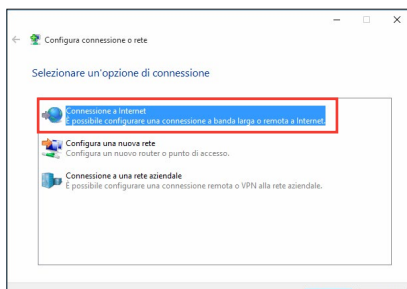 Configura connessione o rete
Selezionare un'opzione di connessione
Connessione a Internet
È possibile configurare una connessione a banda larga o remota a Internet.
Configura una nuova rete
Configura un nuovo router o punto di accesso.
Connessione a una rete aziendale
È possibile configurare una connessione remota o VPN alla rete aziendale.